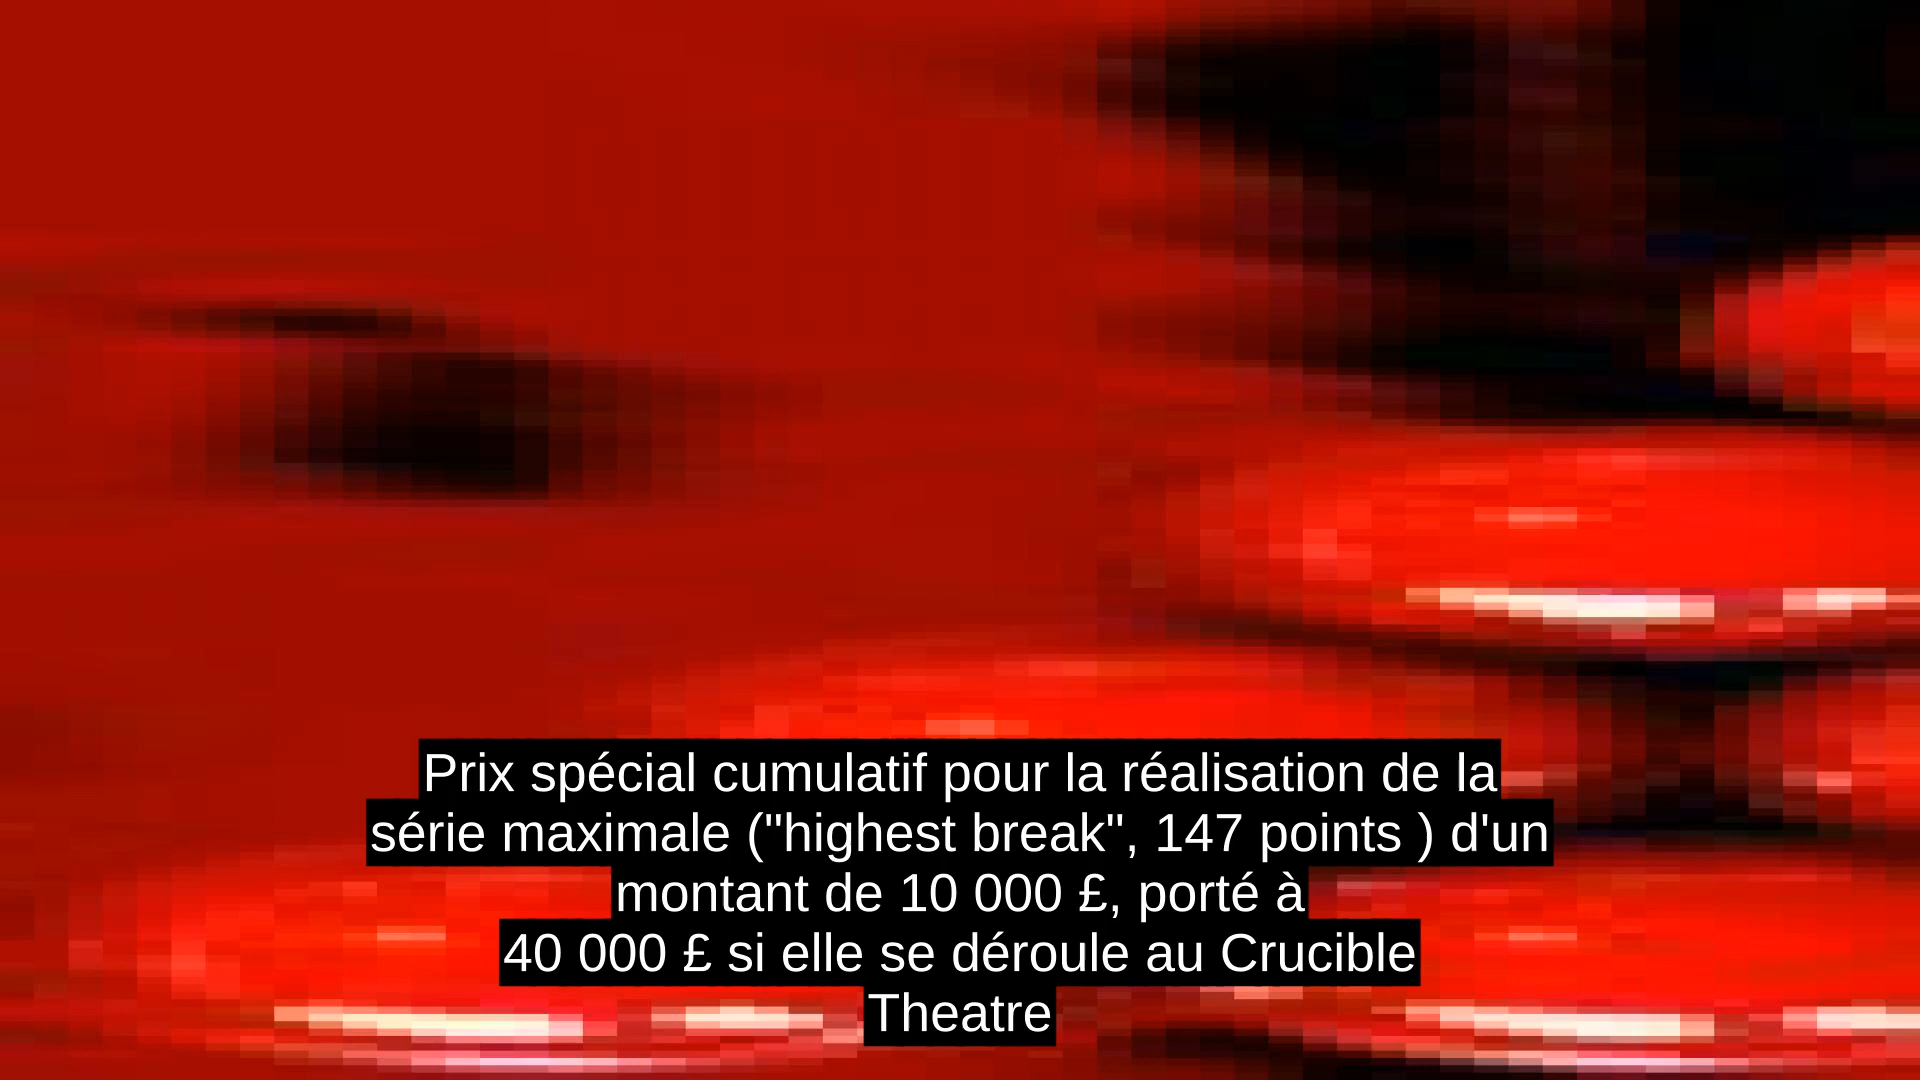 Prix spécial cumulatif pour la réalisation de la
série maximale ("highest break", 147 points ) d'un
montant de 10 000 £, porté à
40 000 £ si elle se déroule au Crucible
Theatre